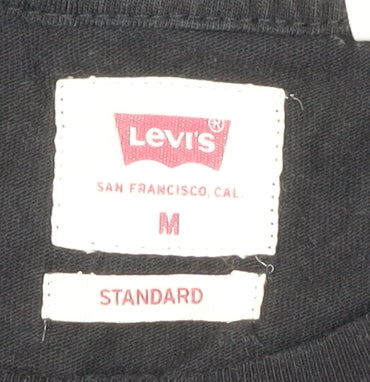 LEVI'S®
SAN FRANCISCO, CAL.
M
STANDARD